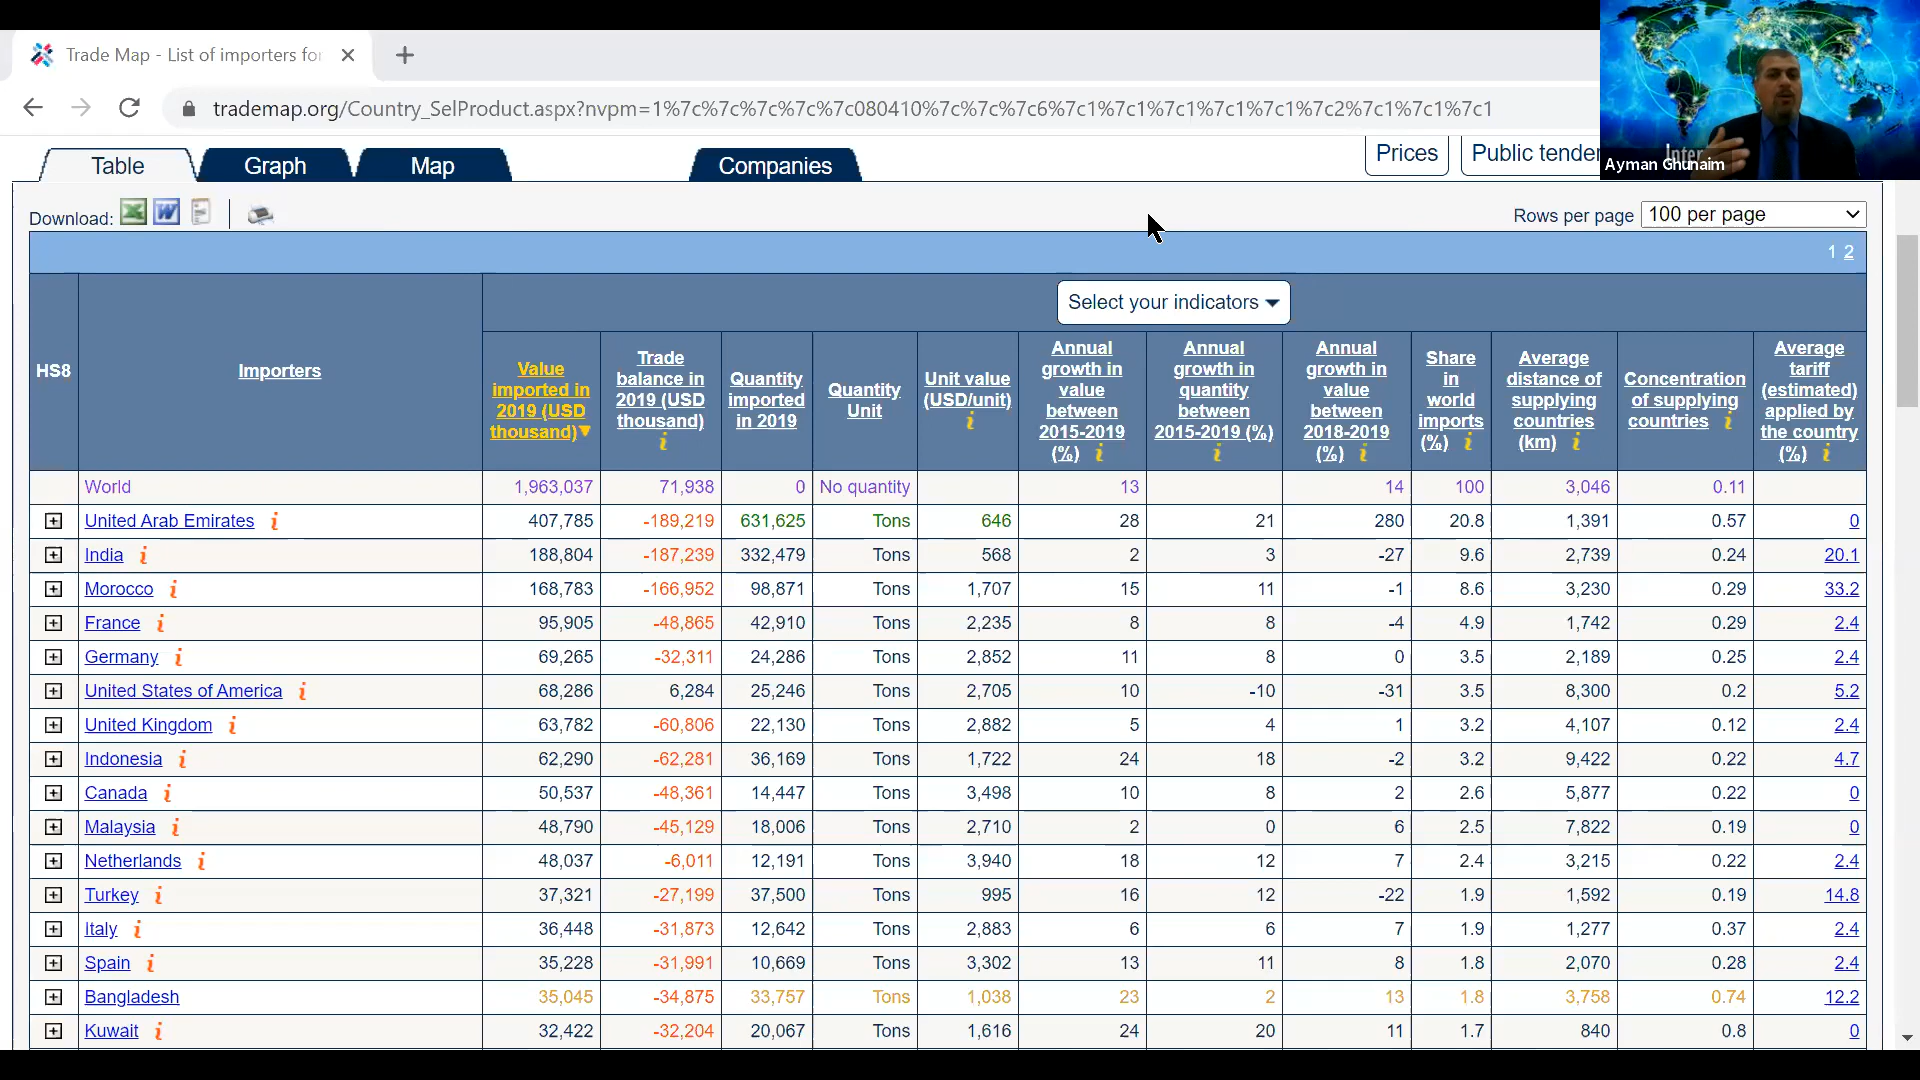 Trade Map - List of importers for
trademap.org/Country_SelProduct.aspx?nvpm=1%7c%7c%7c%7c%7c080410%7c%7c%7c6%7c1%7c1%7c1%7c1%7c1%7c2%7c1%7c1%7c1
Ayman Ghunaim
Table Graph Map Companies Prices Public tender
Download: Rows per page 100 per page
1 2
Select your indicators
HS8
Importers
Value imported in 2019 (USD thousand)▼
Trade balance in 2019 (USD thousand) i
Quantity imported in 2019
Quantity Unit
Unit value (USD/unit) i
Annual growth in value between 2015-2019 (%) i
Annual growth in quantity between 2015-2019 (%) i
Annual growth in value between 2018-2019 (%) i
Share in world imports (%) i
Average distance of supplying countries (km) i
Concentration of supplying countries i
Average tariff (estimated) applied by the country (%) i
World 1,963,037 71,938 0 No quantity 13 14 100 3,046 0.11
United Arab Emirates i 407,785 -189,219 631,625 Tons 646 28 21 280 20.8 1,391 0.57 0
India i 188,804 -187,239 332,479 Tons 568 2 3 -27 9.6 2,739 0.24 20.1
Morocco i 168,783 -166,952 98,871 Tons 1,707 15 11 -1 8.6 3,230 0.29 33.2
France i 95,905 -48,865 42,910 Tons 2,235 8 8 -4 4.9 1,742 0.29 2.4
Germany i 69,265 -32,311 24,286 Tons 2,852 11 8 0 3.5 2,189 0.25 2.4
United States of America i 68,286 6,284 25,246 Tons 2,705 10 -10 -31 3.5 8,300 0.2 5.2
United Kingdom i 63,782 -60,806 22,130 Tons 2,882 5 4 1 3.2 4,107 0.12 2.4
Indonesia i 62,290 -62,281 36,169 Tons 1,722 24 18 -2 3.2 9,422 0.22 4.7
Canada i 50,537 -48,361 14,447 Tons 3,498 10 8 2 2.6 5,877 0.22 0
Malaysia i 48,790 -45,129 18,006 Tons 2,710 2 0 6 2.5 7,822 0.19 0
Netherlands i 48,037 -6,011 12,191 Tons 3,940 18 12 7 2.4 3,215 0.22 2.4
Turkey i 37,321 -27,199 37,500 Tons 995 16 12 -22 1.9 1,592 0.19 14.8
Italy i 36,448 -31,873 12,642 Tons 2,883 6 6 7 1.9 1,277 0.37 2.4
Spain i 35,228 -31,991 10,669 Tons 3,302 13 11 8 1.8 2,070 0.28 2.4
Bangladesh 35,045 -34,875 33,757 Tons 1,038 23 2 13 1.8 3,758 0.74 12.2
Kuwait i 32,422 -32,204 20,067 Tons 1,616 24 20 11 1.7 840 0.8 0